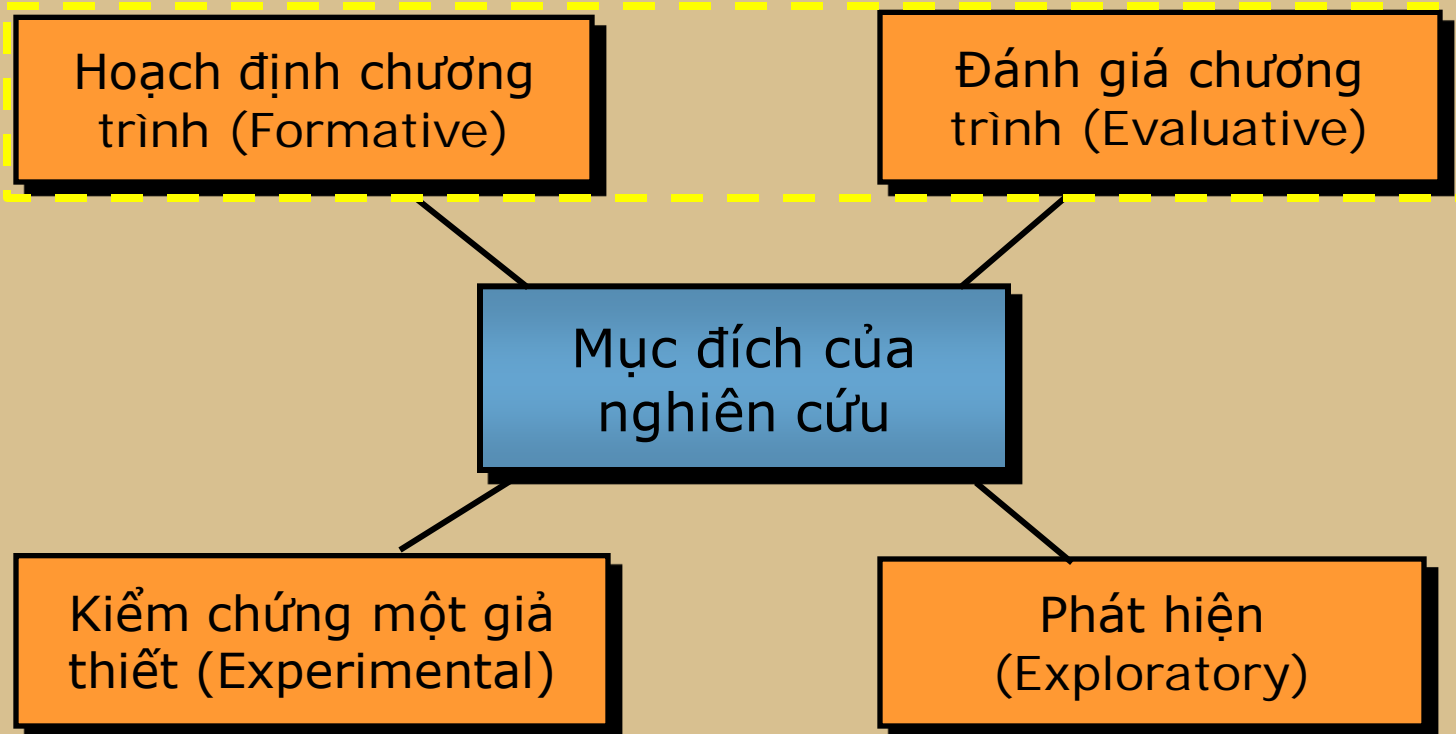 Hoạch định chương
trình (Formative)
Đánh giá chương
trình (Evaluative)
Mục đích của
nghiên cứu
Kiểm chứng một giả
thiết (Experimental)
Phát hiện
(Exploratory)